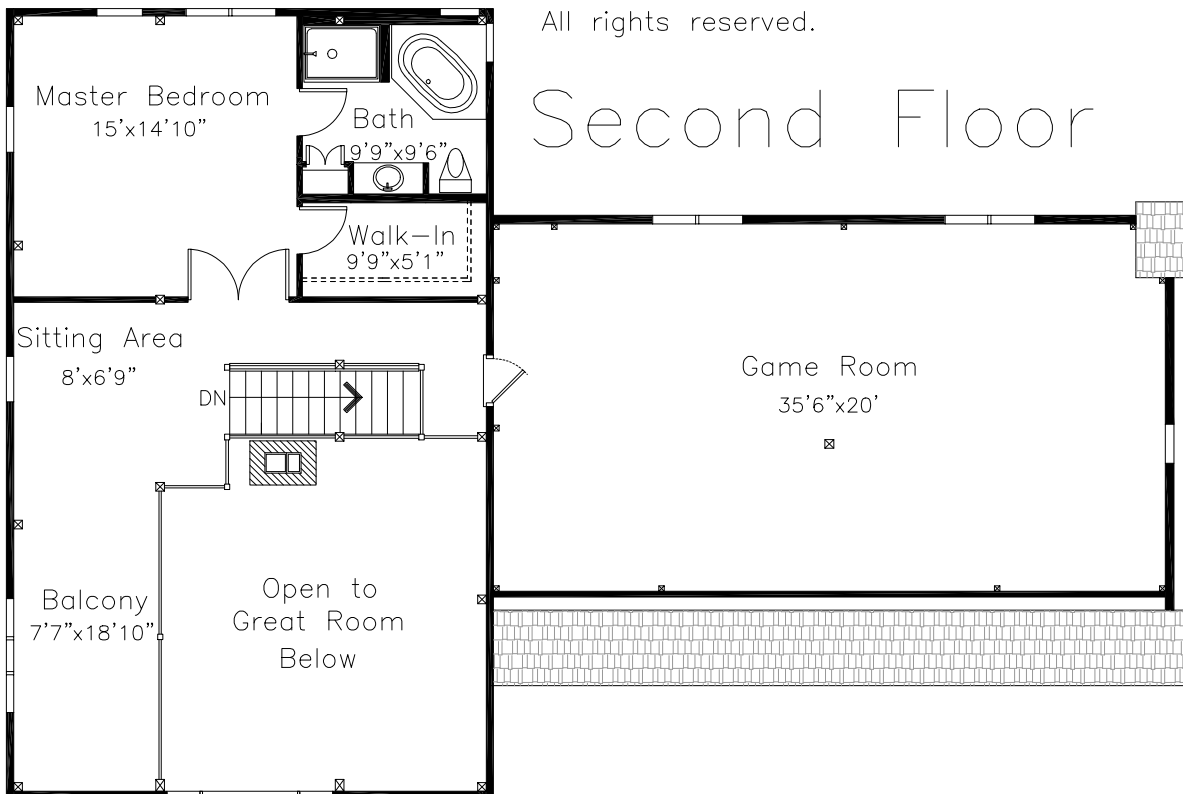 All rights reserved.
Second Floor
Master Bedroom
15'x14'10"
Bath
9'9"x9'6"
Walk-In
9'9"x5'1"
Sitting Area
8'x6'9"
DN
Game Room
35'6"x20'
Balcony
7'7"x18'10"
Open to
Great Room
Below